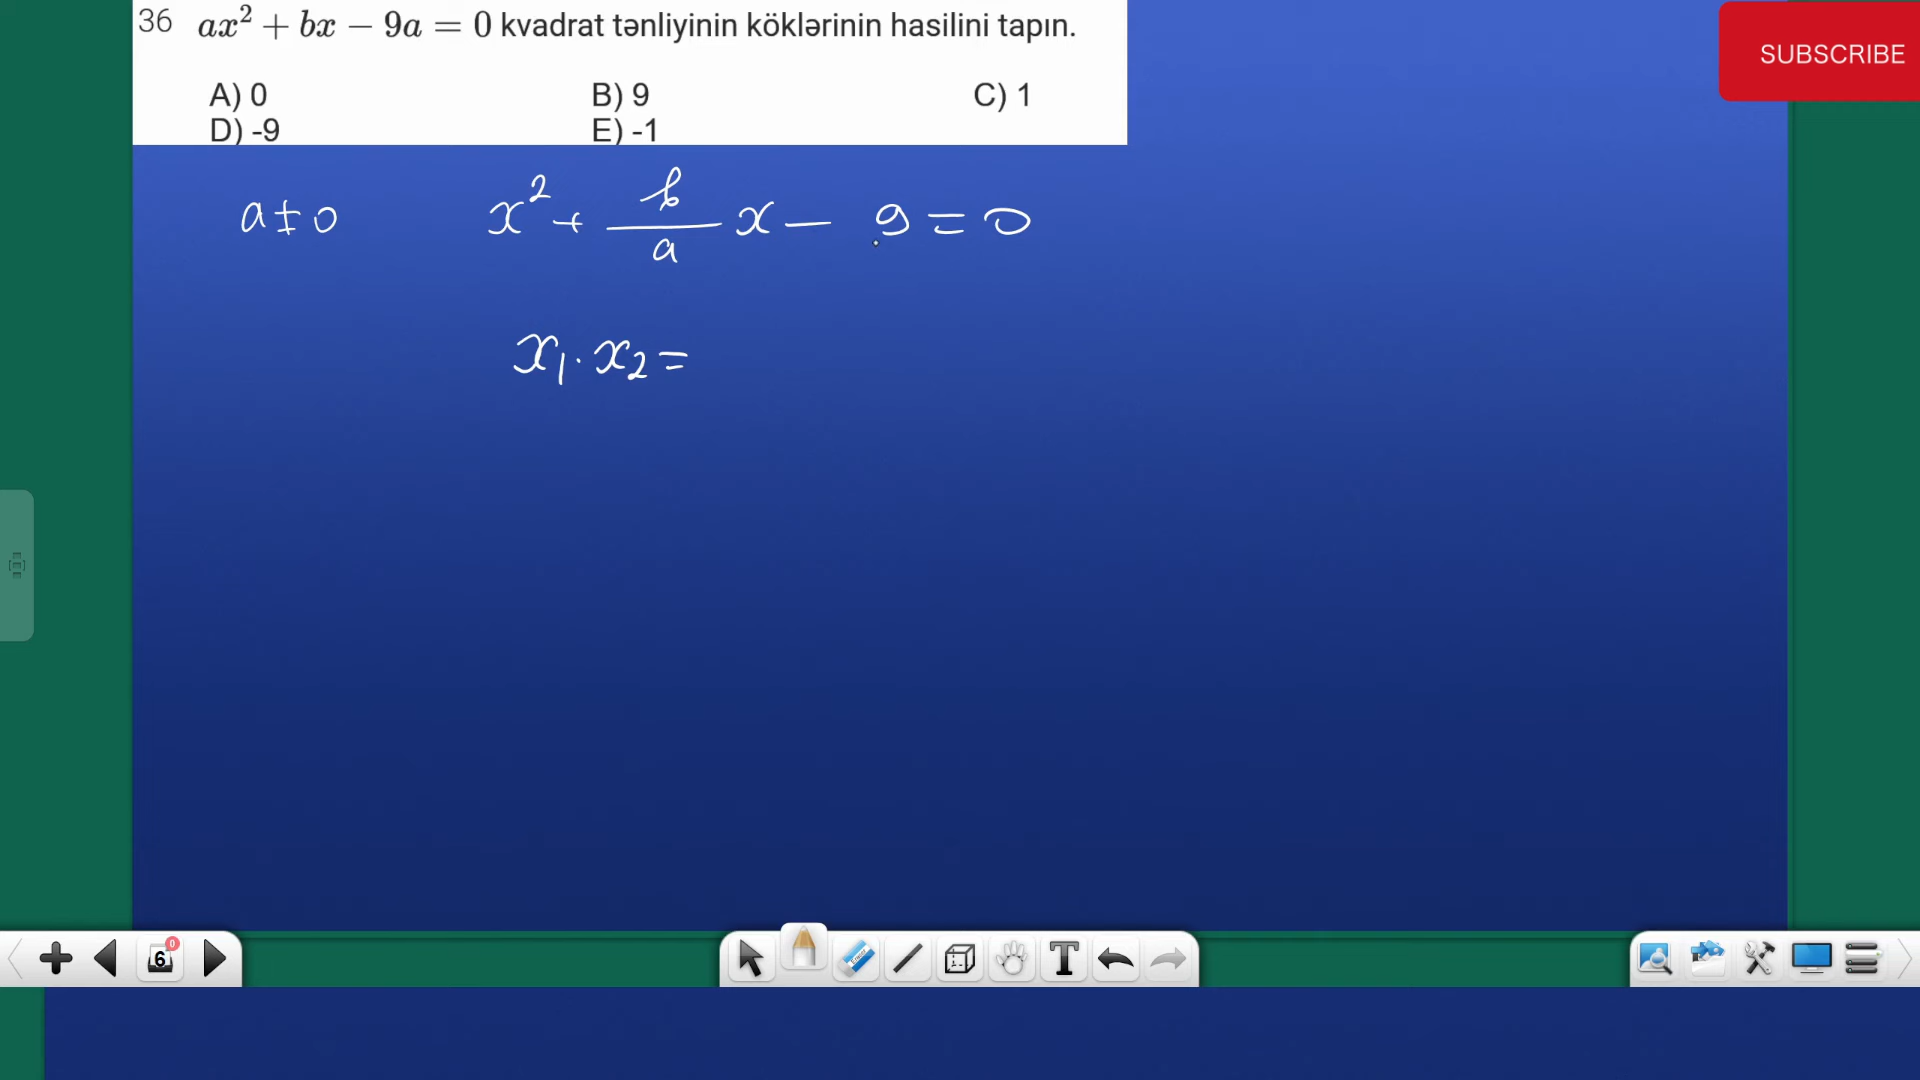 36 ax² + bx − 9a = 0 kvadrat tənliyinin köklərinin hasilini tapın.
SUBSCRIBE
A) 0 B) 9 C) 1
D) -9 E) -1
a≠0 x² + b/a x − 9 = 0
x₁ · x₂ =
6 0
T